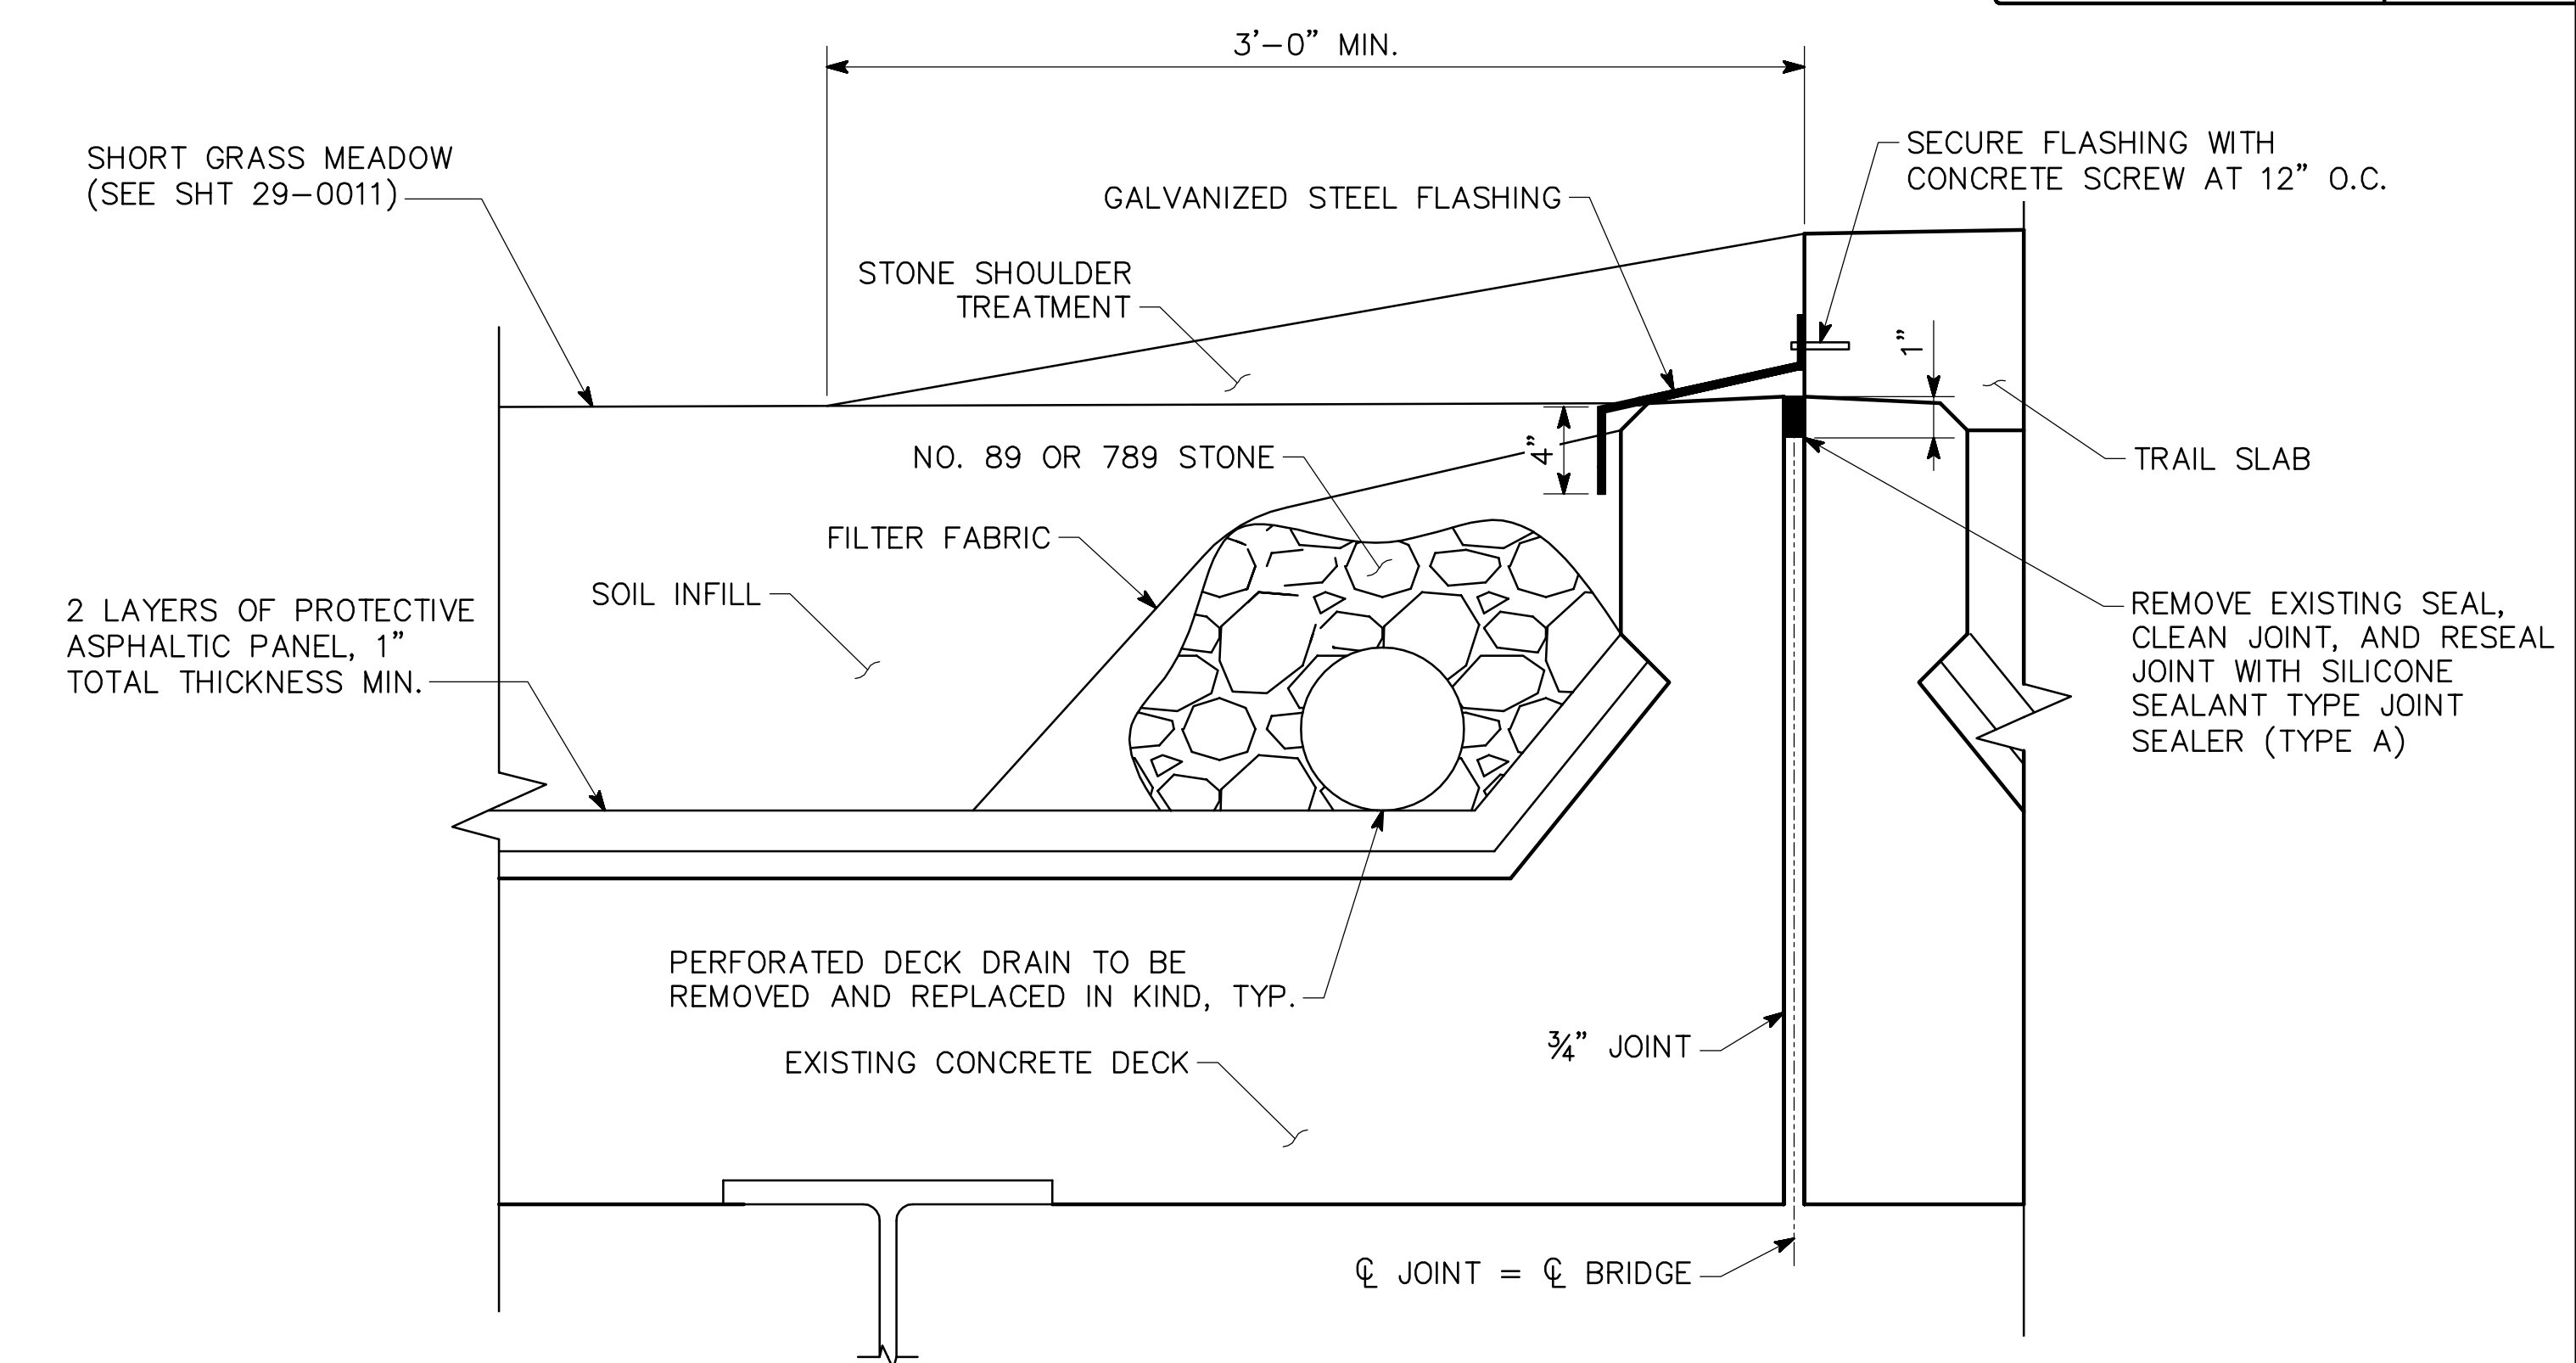 3'-0” MIN.
SHORT GRASS MEADOW
(SEE SHT 29-0011)
SECURE FLASHING WITH
CONCRETE SCREW AT 12” O.C.
GALVANIZED STEEL FLASHING
STONE SHOULDER
TREATMENT
1”
4”
NO. 89 OR 789 STONE
TRAIL SLAB
FILTER FABRIC
SOIL INFILL
2 LAYERS OF PROTECTIVE
ASPHALTIC PANEL, 1”
TOTAL THICKNESS MIN.
REMOVE EXISTING SEAL,
CLEAN JOINT, AND RESEAL
JOINT WITH SILICONE
SEALANT TYPE JOINT
SEALER (TYPE A)
PERFORATED DECK DRAIN TO BE
REMOVED AND REPLACED IN KIND, TYP.
¾” JOINT
EXISTING CONCRETE DECK
℄ JOINT = ℄ BRIDGE